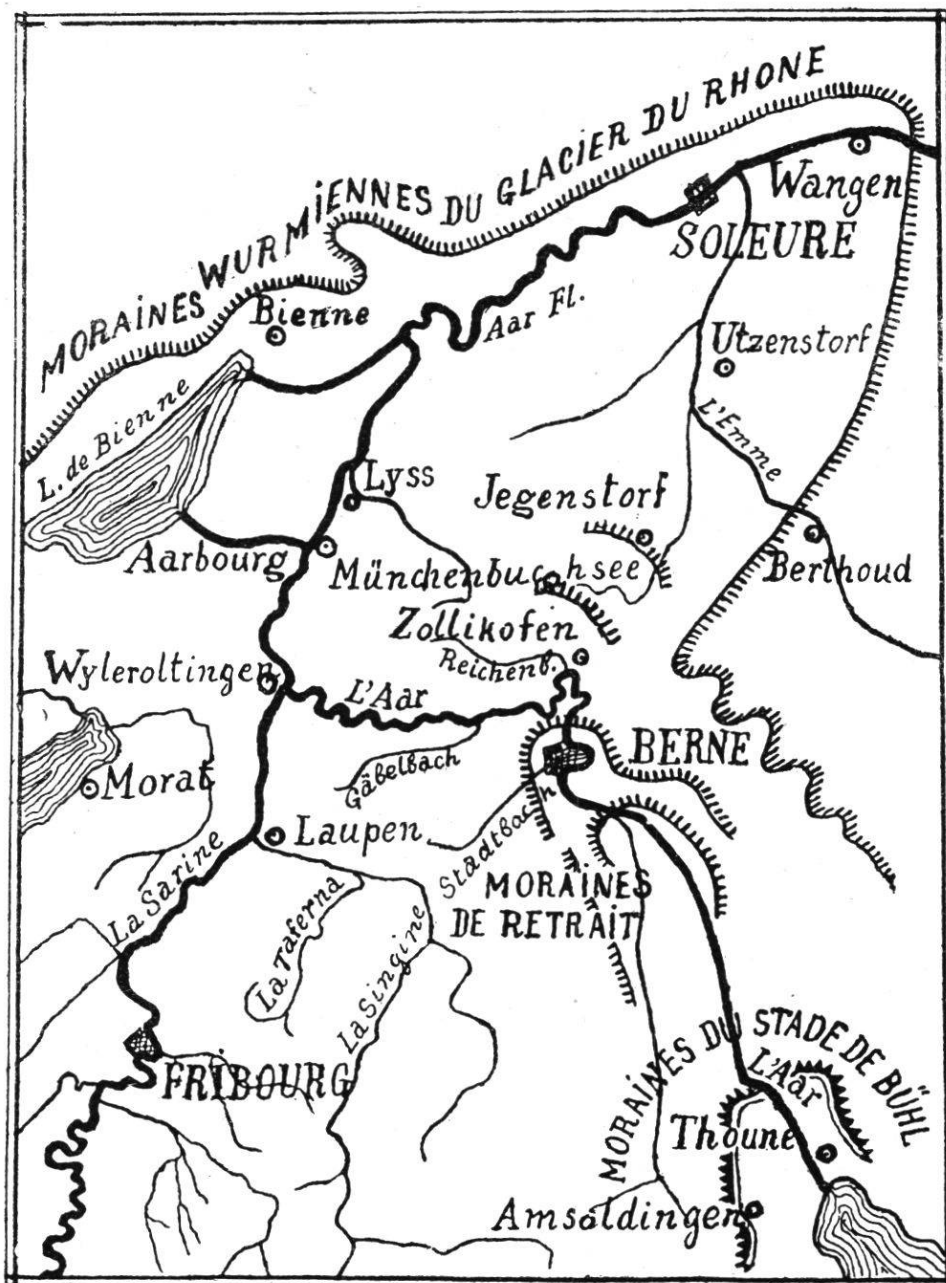 MORAINES WURMIENNES DU GLACIER DU RHONE
Wangen
SOLEURE
Bienne
Aar Fl.
Utzenstorf
L. de Bienne
L'Emme
Lyss
Jegenstorf
Aarbourg
Münchenbuchsee
Berthoud
Zollikofen
Reichenb.
Wyleroltingen
L'Aar
BERNE
Gäbelbach
Morat
Laupen
Stadtbach
La Sarine
MORAINES
DE RETRAIT
La Taferna
La Singine
FRIBOURG
MORAINES DU STADE DE BÜHL
L'Aar
Thoune
Amsoldingen